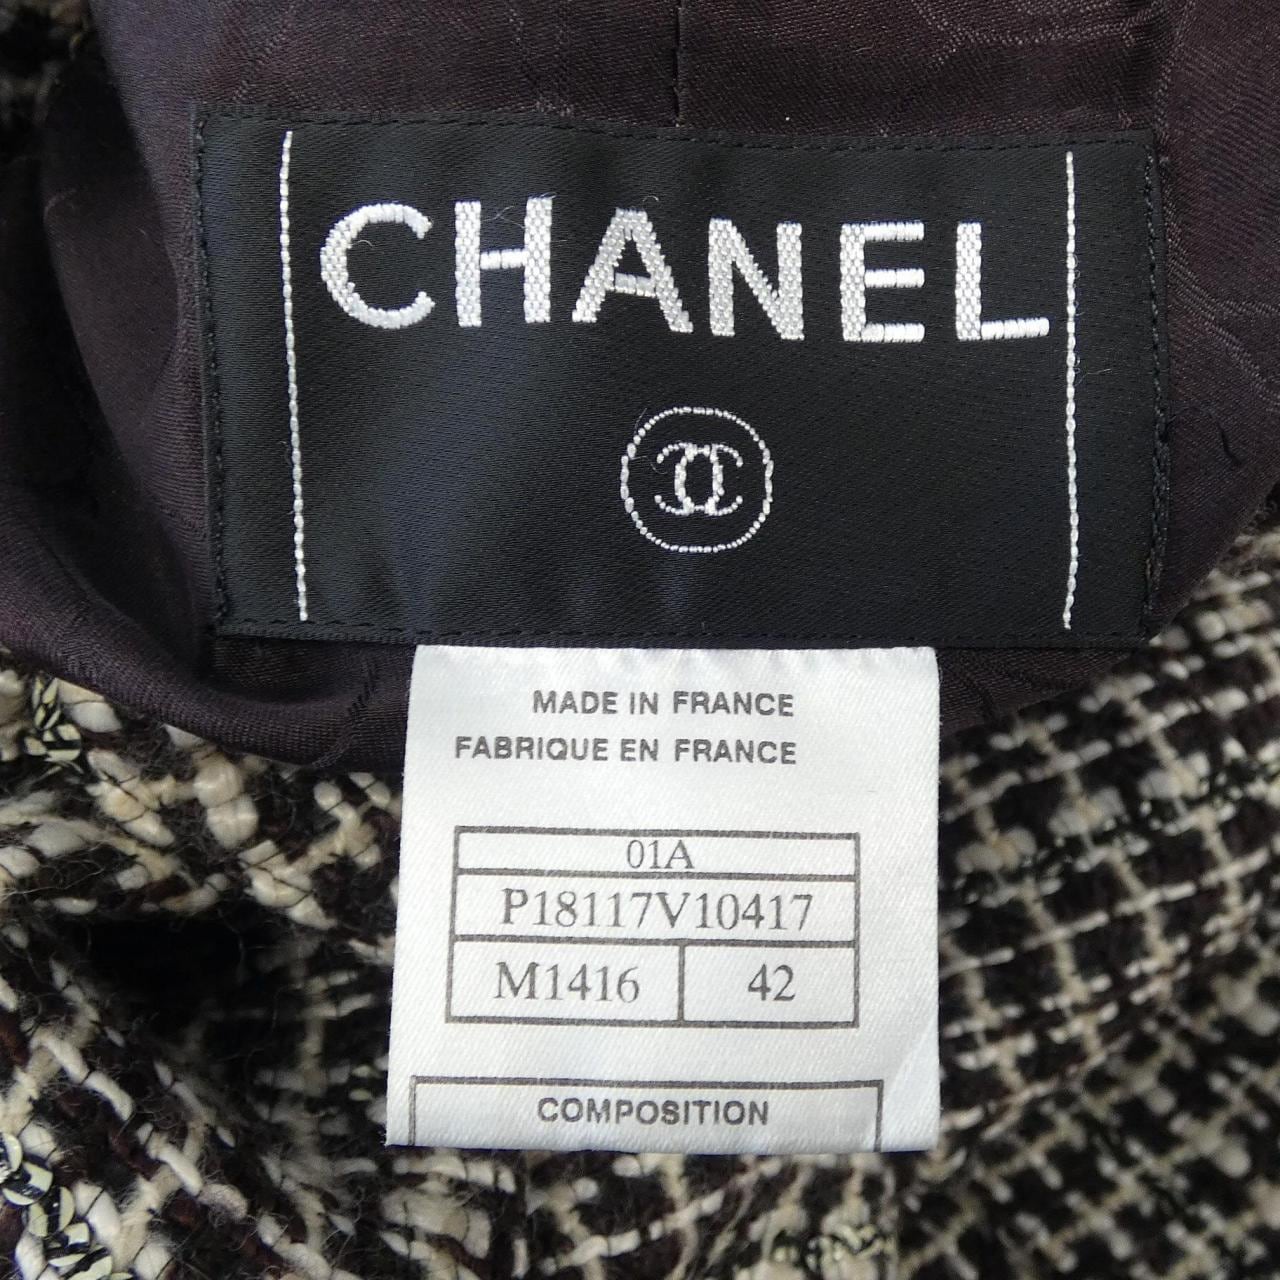 CHANEL
MADE IN FRANCE
FABRIQUE EN FRANCE
01A
P18117V10417
M1416 42
COMPOSITION